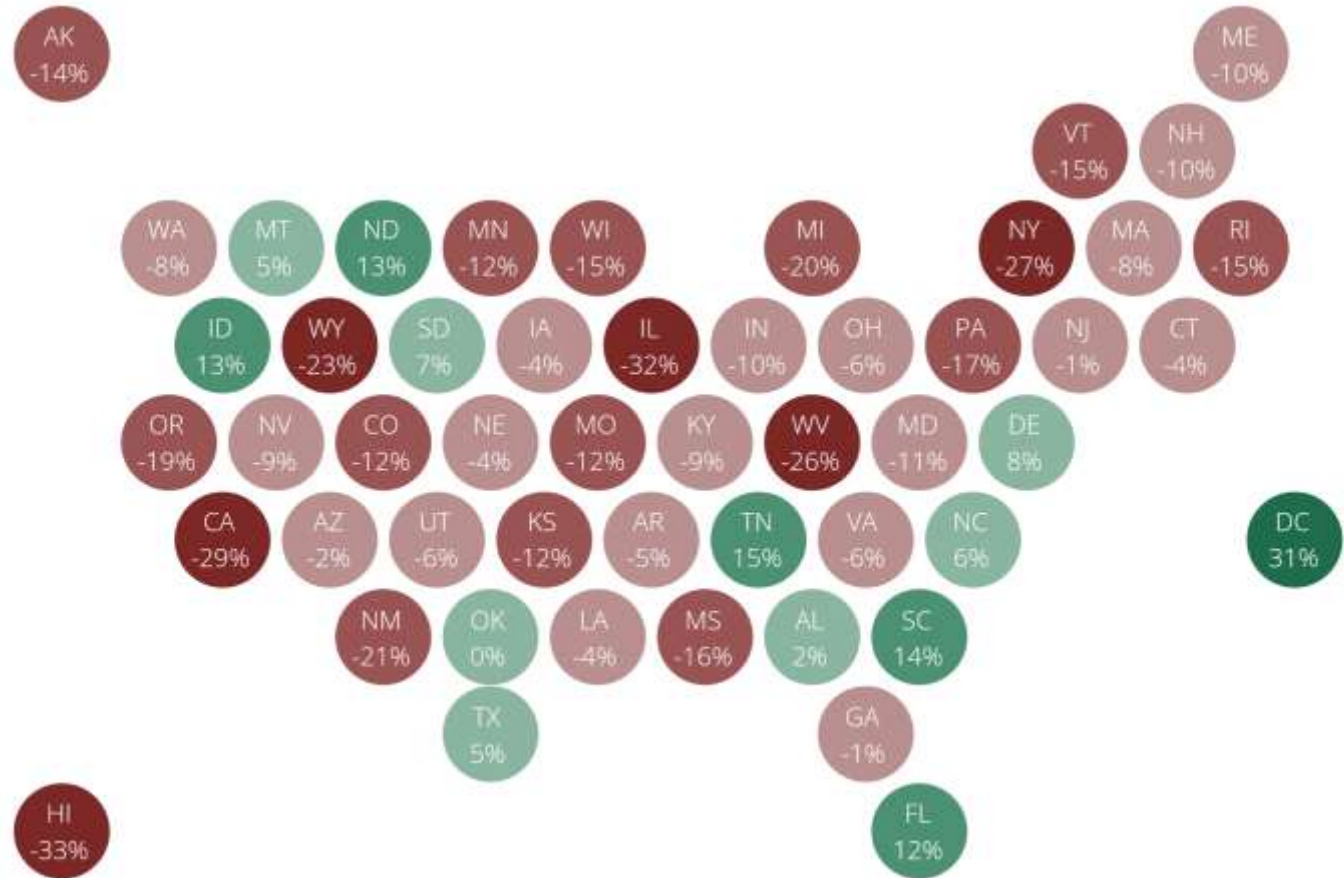 AK
-14%
ME
-10%
VT
-15%
NH
-10%
WA
-8%
MT
5%
ND
13%
MN
-12%
WI
-15%
MI
-20%
NY
-27%
MA
-8%
RI
-15%
ID
13%
WY
-23%
SD
7%
IA
-4%
IL
-32%
IN
-10%
OH
-6%
PA
-17%
NJ
-1%
CT
-4%
OR
-19%
NV
-9%
CO
-12%
NE
-4%
MO
-12%
KY
-9%
WV
-26%
MD
-11%
DE
8%
CA
-29%
AZ
-2%
UT
-6%
KS
-12%
AR
-5%
TN
15%
VA
-6%
NC
6%
DC
31%
NM
-21%
OK
0%
LA
-4%
MS
-16%
AL
2%
SC
14%
TX
5%
GA
-1%
HI
-33%
FL
12%